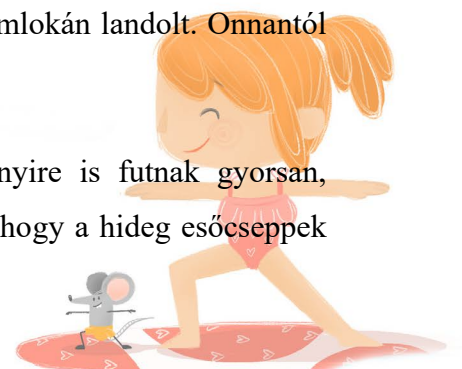 mlokán landolt. Onnantól
nyire is futnak gyorsan,
hogy a hideg esőcseppek